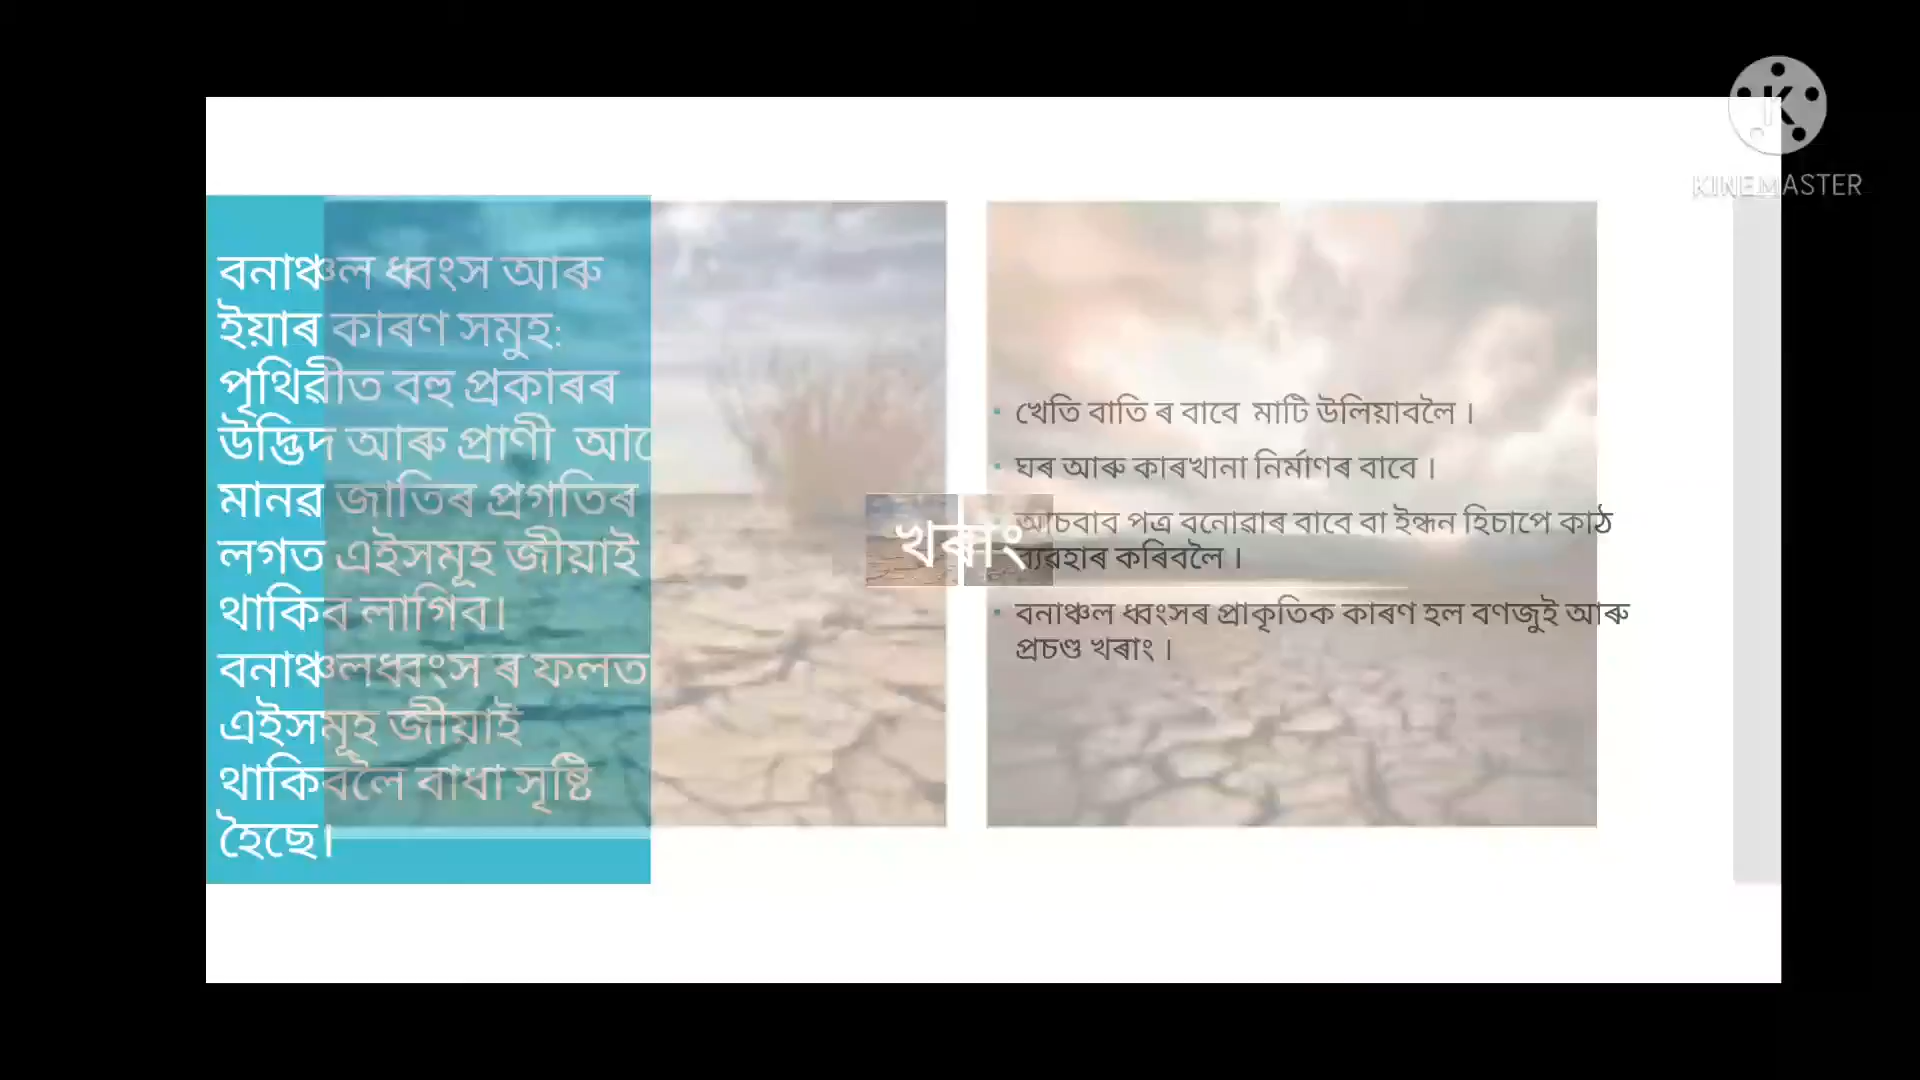 KINEMASTER
বনাঞ্চল ধ্বংস আৰু
ইয়াৰ কাৰণ সমুহ:
পৃথিৱীত বহু প্ৰকাৰৰ
উদ্ভিদ আৰু প্ৰাণী
মানৱ জাতিৰ প্ৰগতিৰ
লগত এইসমূহ জীয়াই
থাকিব লাগিব।
বনাঞ্চলধ্বংস ৰ ফলত
এইসমূহ জীয়াই
থাকিবলৈ বাধা সৃষ্টি
হৈছে।
খেতি বাতি ৰ বাবে মাটি উলিয়াবলৈ ।
ঘৰ আৰু কাৰখানা নিৰ্মাণৰ বাবে ।
আচবাব পত্ৰ বনোৱাৰ বাবে বা ইন্ধন হিচাপে কাঠ
ব্যৱহাৰ কৰিবলৈ ।
বনাঞ্চল ধ্বংসৰ প্ৰাকৃতিক কাৰণ হল বণজুই আৰু
প্ৰচণ্ড খৰাং ।
খৰাং